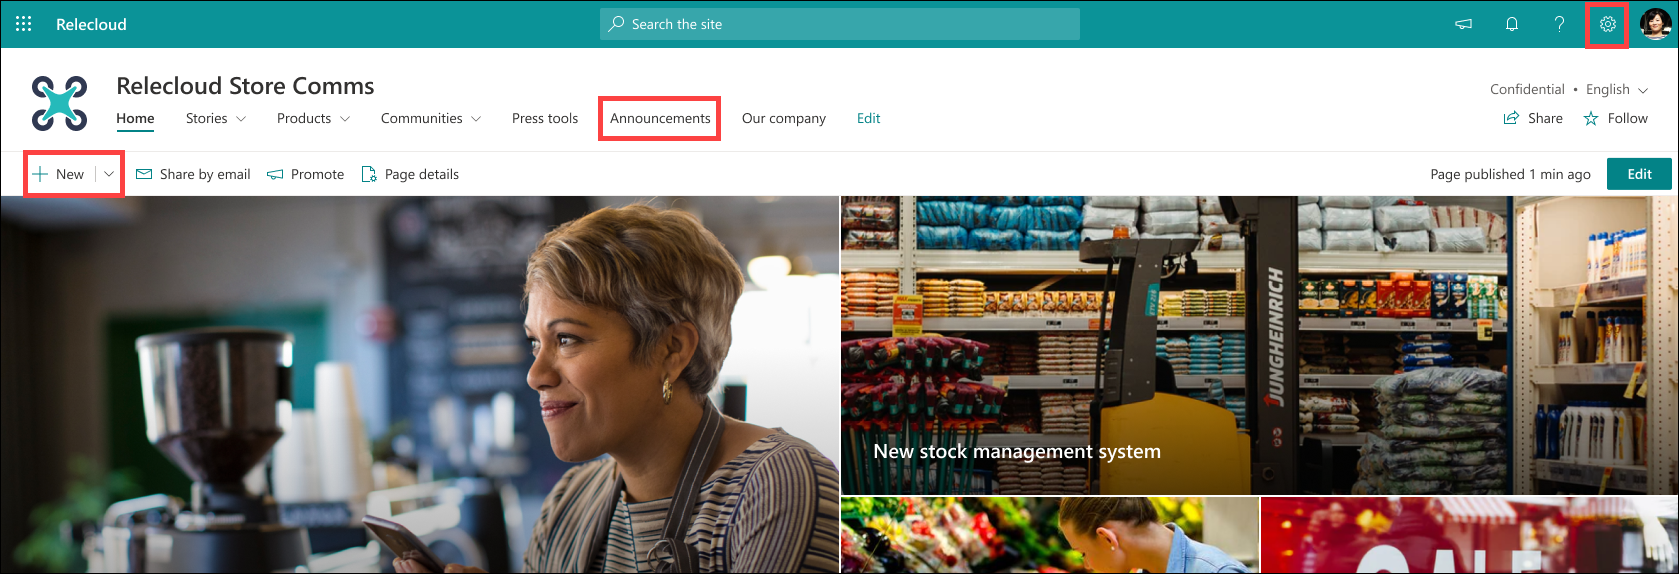 Relecloud
Search the site
Relecloud Store Comms
Confidential • English
Home Stories Products Communities Press tools Announcements Our company Edit
Share Follow
New Share by email Promote Page details
Page published 1 min ago Edit
JUNGHEINRICH
New stock management system